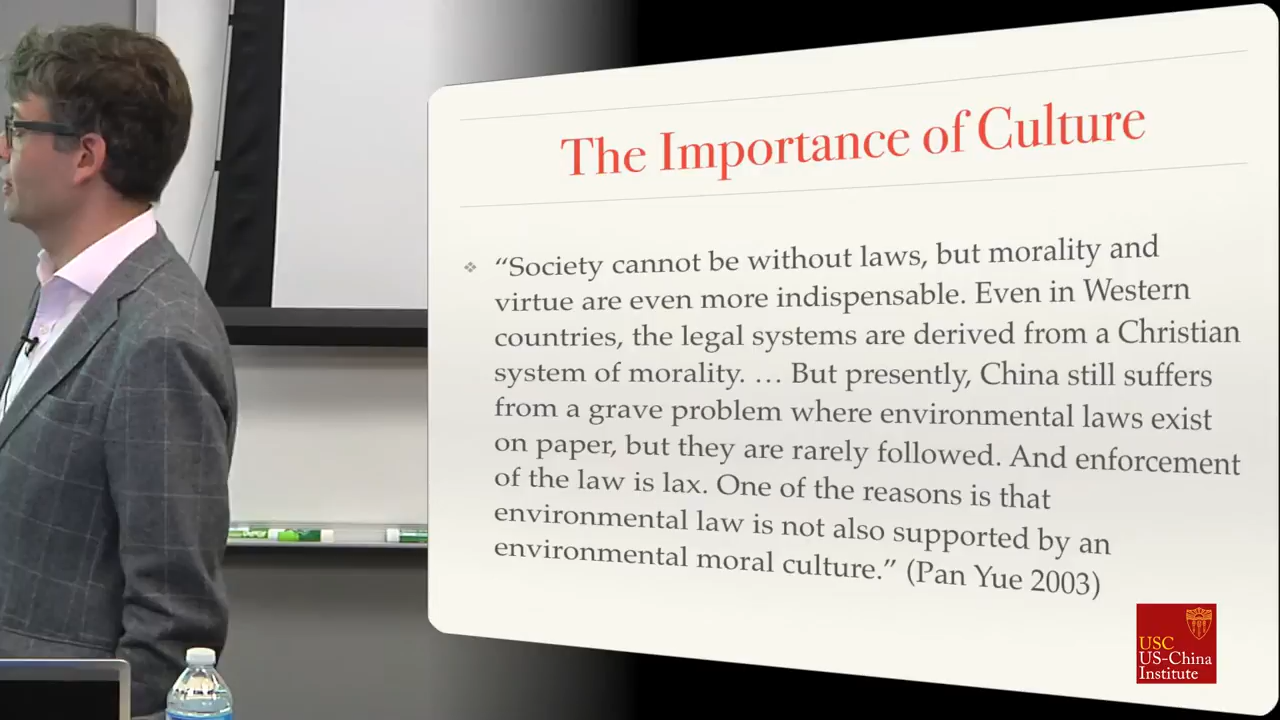 The Importance of Culture
❖ “Society cannot be without laws, but morality and
virtue are even more indispensable. Even in Western
countries, the legal systems are derived from a Christian
system of morality. … But presently, China still suffers
from a grave problem where environmental laws exist
on paper, but they are rarely followed. And enforcement
of the law is lax. One of the reasons is that
environmental law is not also supported by an
environmental moral culture.” (Pan Yue 2003)
USC
US-China
Institute